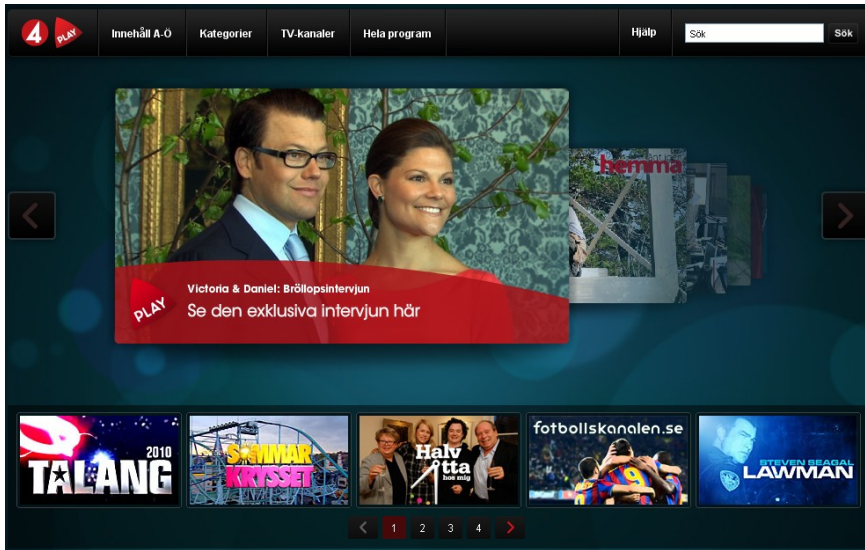 4 PLAY
Innehåll A-Ö
Kategorier
TV-kanaler
Hela program
Hjälp
Sök
Sök
hemma
PLAY
Victoria & Daniel: Bröllopsintervjun
Se den exklusiva intervjun här
TALANG
2010
SOMMAR
KRYSSET
Halv
åtta
hos mig
fotbollskanalen.se
9
STEVEN SEAGAL
LAWMAN
1 2 3 4